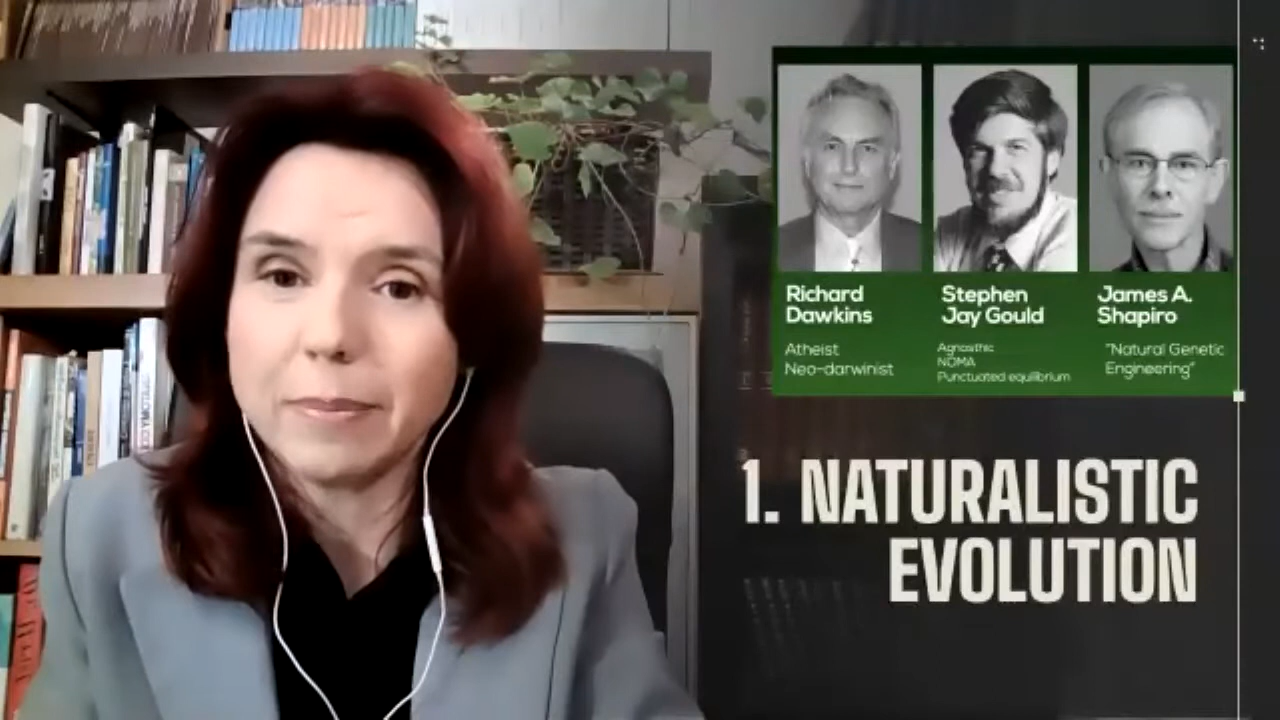 Richard
Dawkins
Atheist
Neo-darwinist
Stephen
Jay Gould
Agnosthic
NOMA
Punctuated equilibrium
James A.
Shapiro
"Natural Genetic
Engineering"
1. NATURALISTIC
EVOLUTION